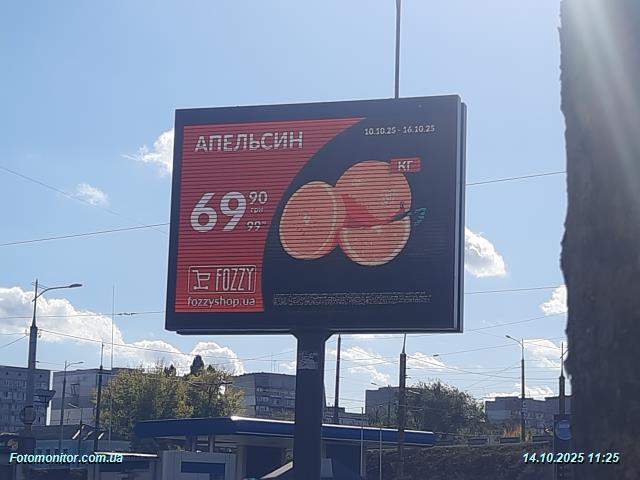 АПЕЛЬСИН
10.10.25 - 16.10.25
КГ
69 90
грн
FOZZY
fozzyshop.ua
Fotomonitor.com.ua
14.10.2025 11:25